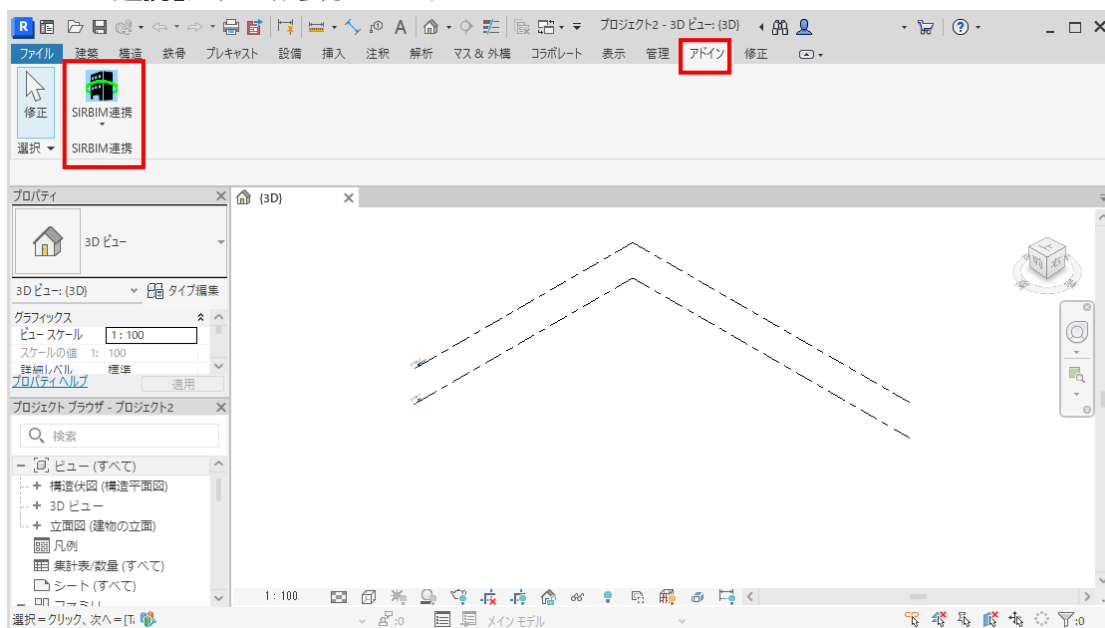 プロジェクト2 - 3D ビュー: {3D}
ファイル 建築 構造 鉄骨 プレキャスト 設備 挿入 注釈 解析 マス & 外構 コラボレート 表示 管理 アドイン 修正
修正 SIRBIM連携
選択 SIRBIM連携
プロパティ {3D}
3D ビュー
3D ビュー: {3D} タイプ編集
グラフィックス
ビュー スケール 1 : 100
スケールの値 1: 100
詳細レベル 標準
プロパティ ヘルプ 適用
プロジェクト ブラウザ - プロジェクト2
検索
ビュー (すべて)
構造伏図 (構造平面図)
3D ビュー
立面図 (建物の立面)
凡例
集計表/数量 (すべて)
シート (すべて)
ファミリ
1 : 100
選択 = クリック、次へ = [T :0 メイン モデル :0
前 右